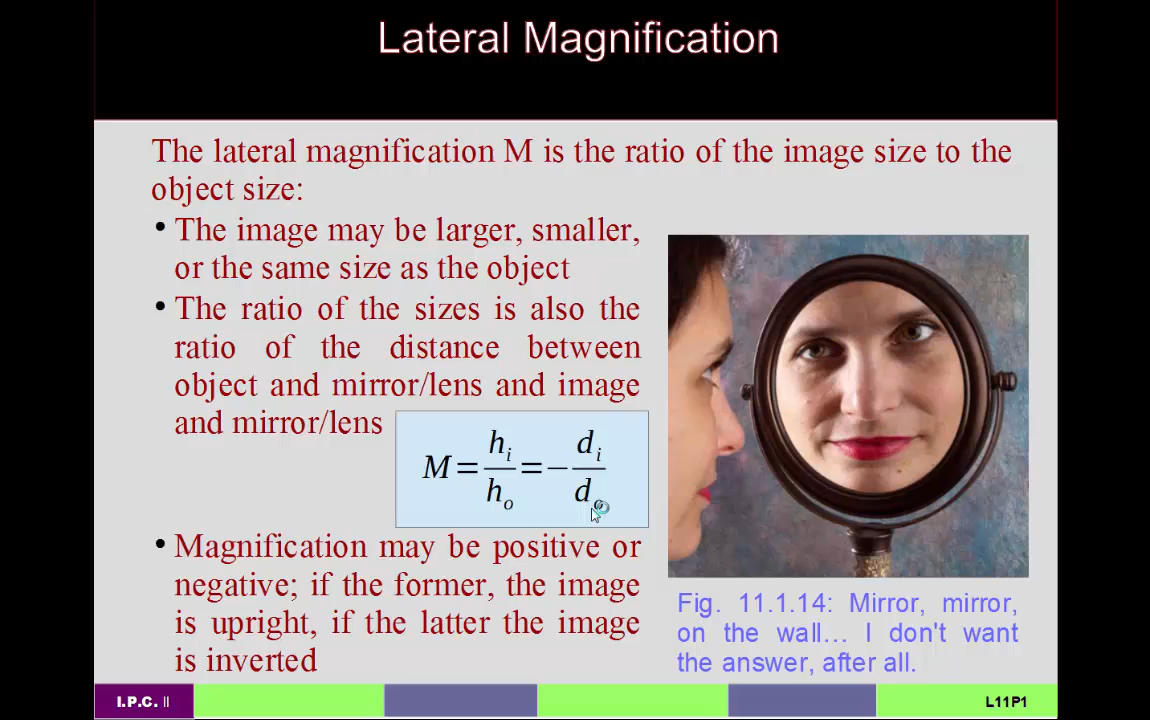 Lateral Magnification
The lateral magnification M is the ratio of the image size to the
object size:
• The image may be larger, smaller,
or the same size as the object
• The ratio of the sizes is also the
ratio of the distance between
object and mirror/lens and image
and mirror/lens
M = h_i / h_o = − d_i / d_o
• Magnification may be positive or
negative; if the former, the image
is upright, if the latter the image
is inverted
Fig. 11.1.14: Mirror, mirror,
on the wall... I don't want
the answer, after all.
I.P.C. II
L11P1